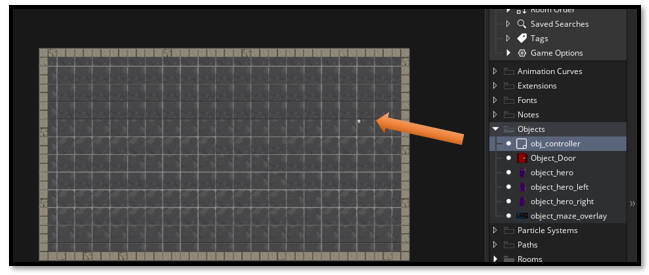 Room Order
Saved Searches
Tags
Game Options
Animation Curves
Extensions
Fonts
Notes
Objects
obj_controller
Object_Door
object_hero
object_hero_left
object_hero_right
object_maze_overlay
Particle Systems
Paths
Rooms